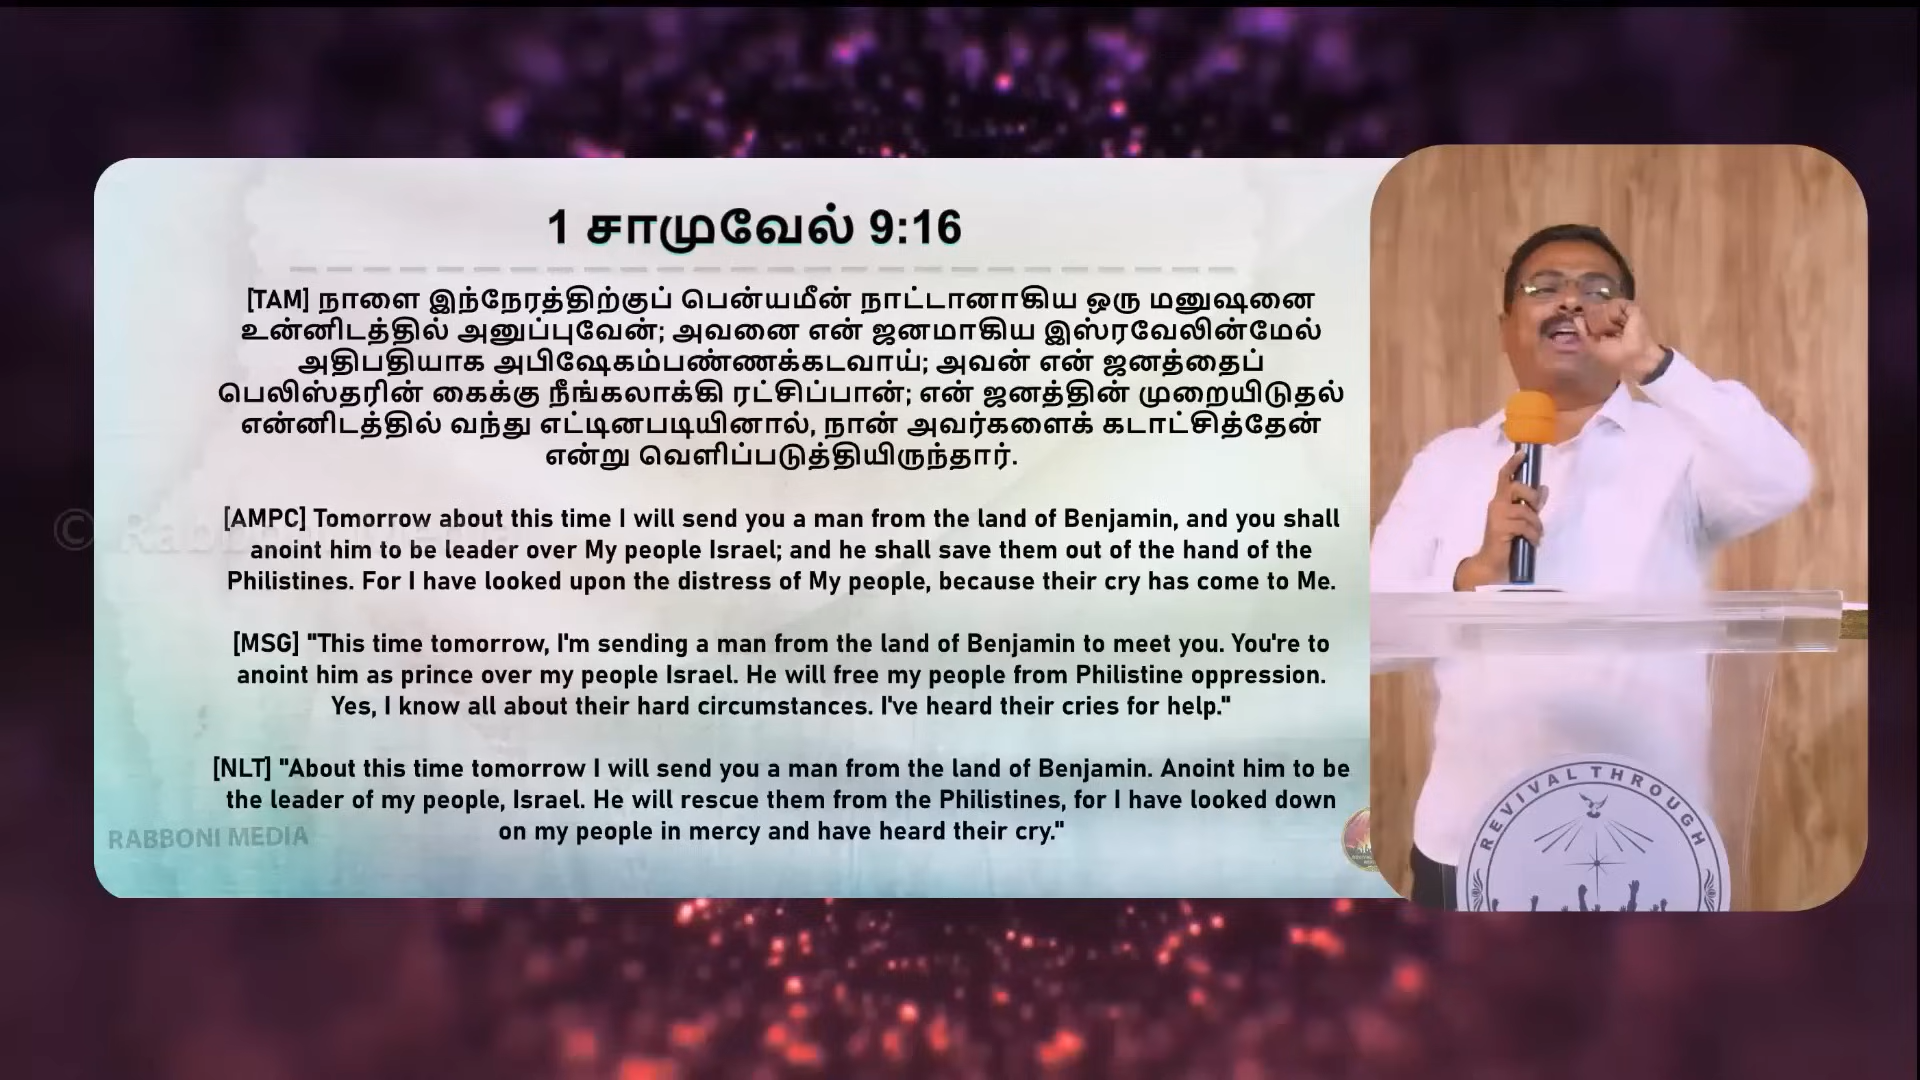 1 சாமுவேல் 9:16
[TAM] நாளை இந்நேரத்திற்குப் பென்யமீன் நாட்டானாகிய ஒரு மனுஷனை
உன்னிடத்தில் அனுப்புவேன்; அவனை என் ஜனமாகிய இஸ்ரவேலின்மேல்
அதிபதியாக அபிஷேகம்பண்ணக்கடவாய்; அவன் என் ஜனத்தைப்
பெலிஸ்தரின் கைக்கு நீங்கலாக்கி ரட்சிப்பான்; என் ஜனத்தின் முறையிடுதல்
என்னிடத்தில் வந்து எட்டினபடியினால், நான் அவர்களைக் கடாட்சித்தேன்
என்று வெளிப்படுத்தியிருந்தார்.
[AMPC] Tomorrow about this time I will send you a man from the land of Benjamin, and you shall
anoint him to be leader over My people Israel; and he shall save them out of the hand of the
Philistines. For I have looked upon the distress of My people, because their cry has come to Me.
[MSG] "This time tomorrow, I'm sending a man from the land of Benjamin to meet you. You're to
anoint him as prince over my people Israel. He will free my people from Philistine oppression.
Yes, I know all about their hard circumstances. I've heard their cries for help."
[NLT] "About this time tomorrow I will send you a man from the land of Benjamin. Anoint him to be
the leader of my people, Israel. He will rescue them from the Philistines, for I have looked down
on my people in mercy and have heard their cry."
© Rabboni Media
RABBONI MEDIA
REVIVAL THROUGH